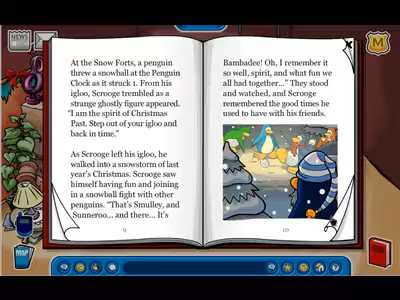 NEWS
M
At the Snow Forts, a penguin
threw a snowball at the Penguin
Clock as it struck 1. From his
igloo, Scrooge trembled as a
strange ghostly figure appeared.
“I am the spirit of Christmas
Past. Step out of your igloo and
back in time.”
As Scrooge left his igloo, he
walked into a snowstorm of last
year’s Christmas. Scrooge saw
himself having fun and joining
in a snowball fight with other
penguins. “That’s Smulley, and
Sunneroo... and there... It’s
9
Bambadee! Oh, I remember it
so well, spirit, and what fun we
all had together...” They stood
and watched, and Scrooge
remembered the good times he
used to have with his friends.
10
MAP